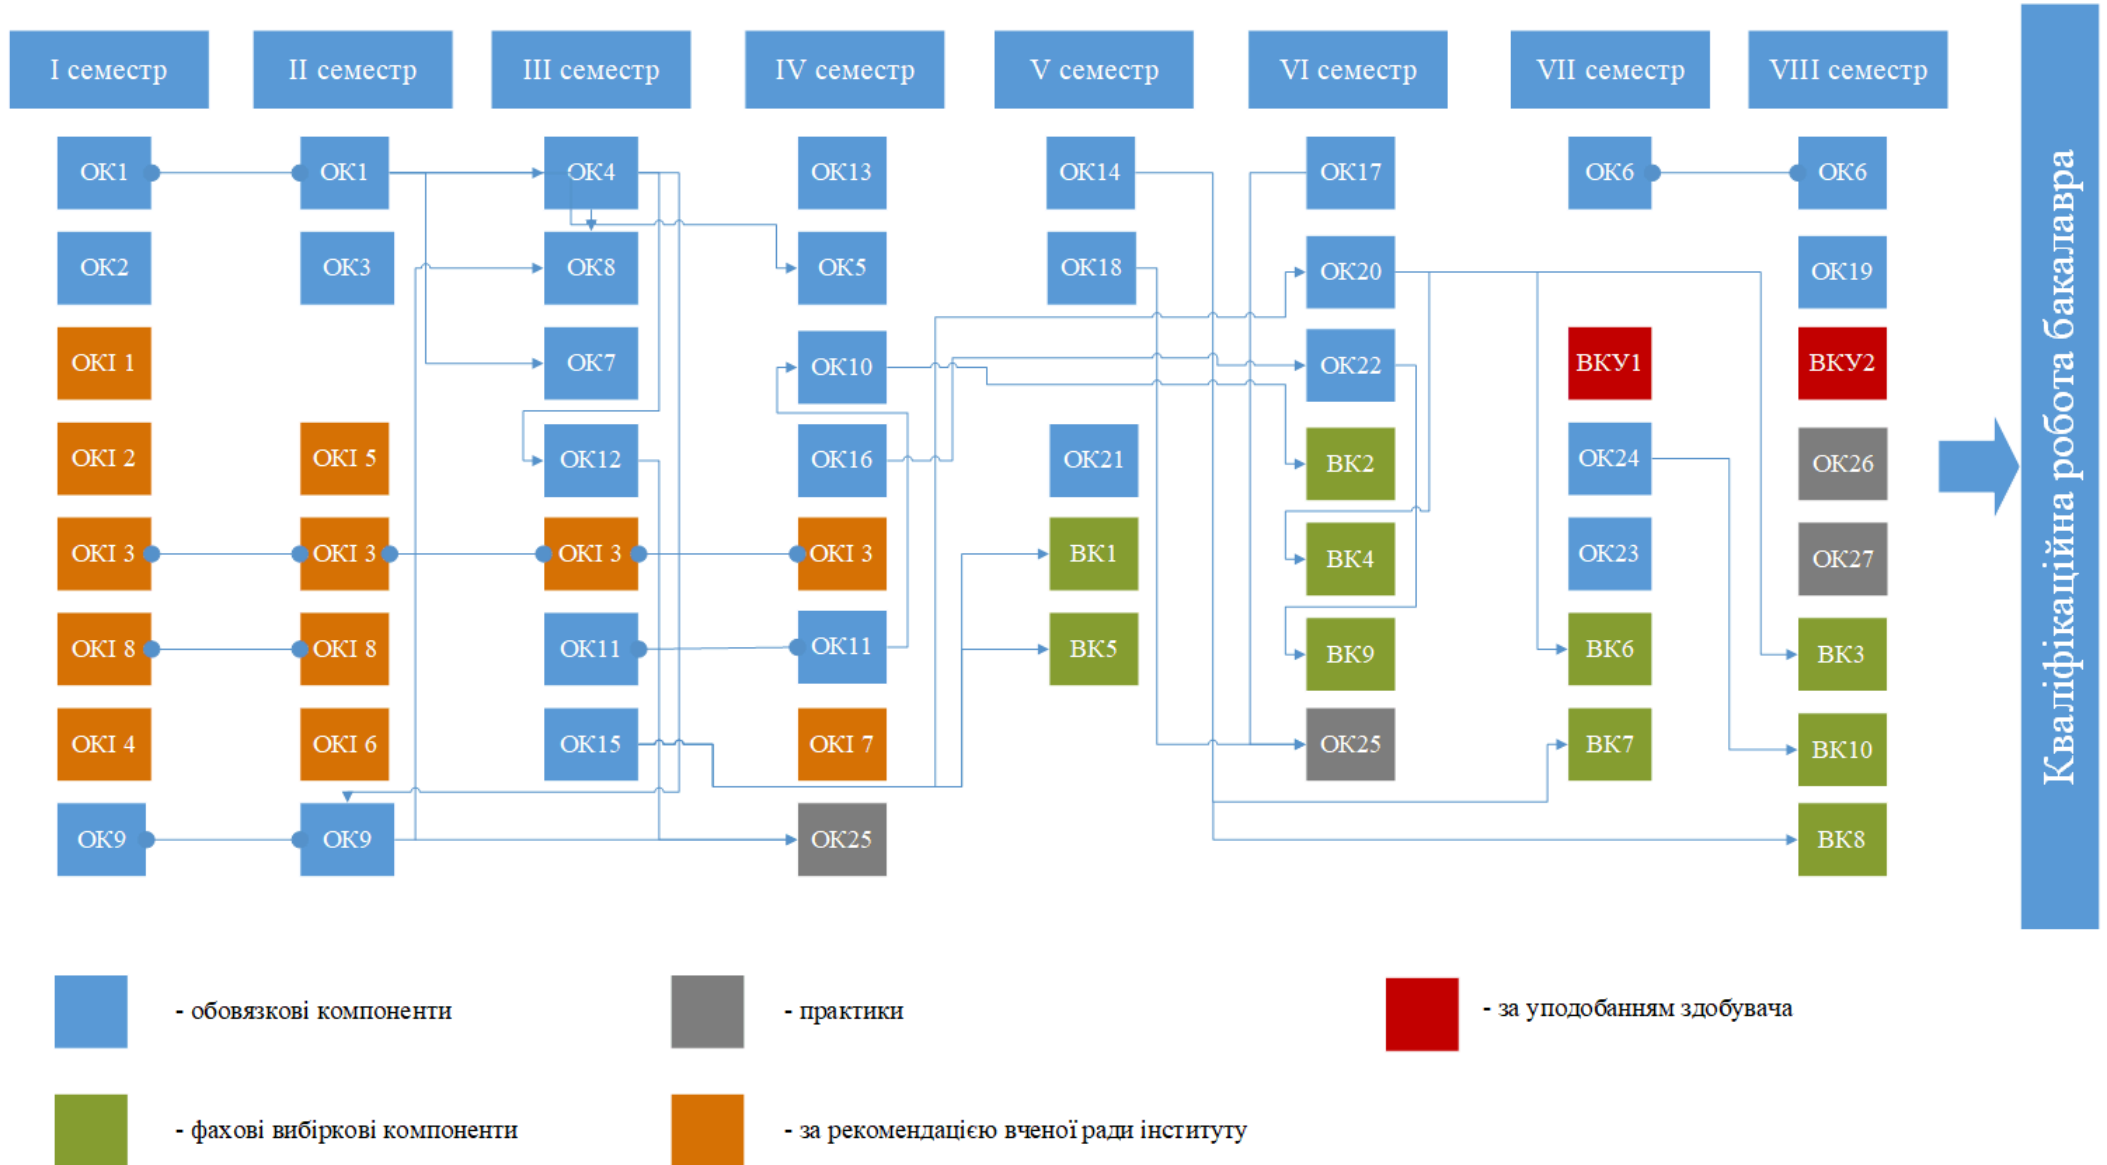 І семестр
ІІ семестр
ІІІ семестр
IV семестр
V семестр
VI семестр
VII семестр
VIII семестр
ОК1
ОК1
ОК4
ОК13
ОК14
ОК17
ОК6
ОК6
ОК2
ОК3
ОК8
ОК5
ОК18
ОК20
ОК19
ОКІ 1
ОК7
ОК10
ОК22
ВКУ1
ВКУ2
ОКІ 2
ОКІ 5
ОК12
ОК16
ОК21
ВК2
ОК24
ОК26
ОКІ 3
ОКІ 3
ОКІ 3
ОКІ 3
ВК1
ВК4
ОК23
ОК27
ОКІ 8
ОКІ 8
ОК11
ОК11
ВК5
ВК9
ВК6
ВК3
ОКІ 4
ОКІ 6
ОК15
ОКІ 7
ОК25
ВК7
ВК10
ОК9
ОК9
ОК25
ВК8
Кваліфікаційна робота бакалавра
- обовязкові компоненти
- практики
- за уподобанням здобувача
- фахові вибіркові компоненти
- за рекомендацією вченої ради інституту